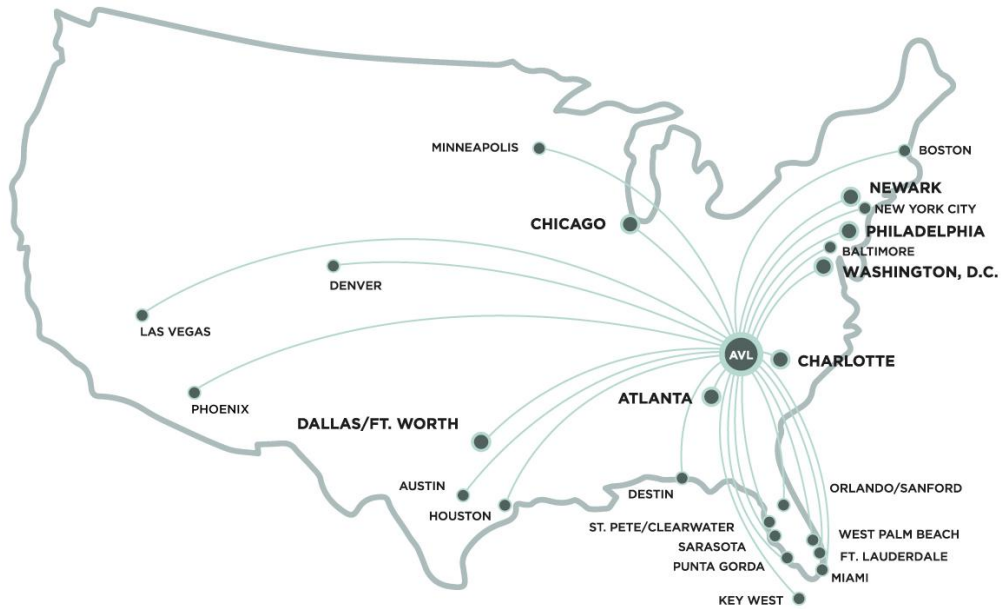 MINNEAPOLIS
BOSTON
NEWARK
NEW YORK CITY
CHICAGO
PHILADELPHIA
BALTIMORE
WASHINGTON, D.C.
DENVER
LAS VEGAS
AVL
CHARLOTTE
ATLANTA
PHOENIX
DALLAS/FT. WORTH
AUSTIN
HOUSTON
DESTIN
ORLANDO/SANFORD
ST. PETE/CLEARWATER
WEST PALM BEACH
SARASOTA
FT. LAUDERDALE
PUNTA GORDA
MIAMI
KEY WEST